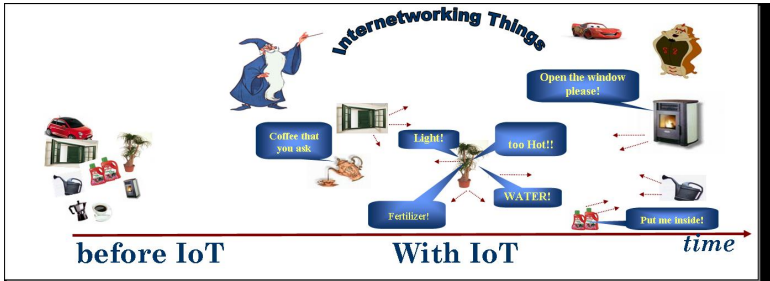 Internetworking Things
Open the window
please!
Coffee that
you ask
Light!
too Hot!!
WATER!
Fertilizer!
Put me inside!
before IoT
With IoT
time